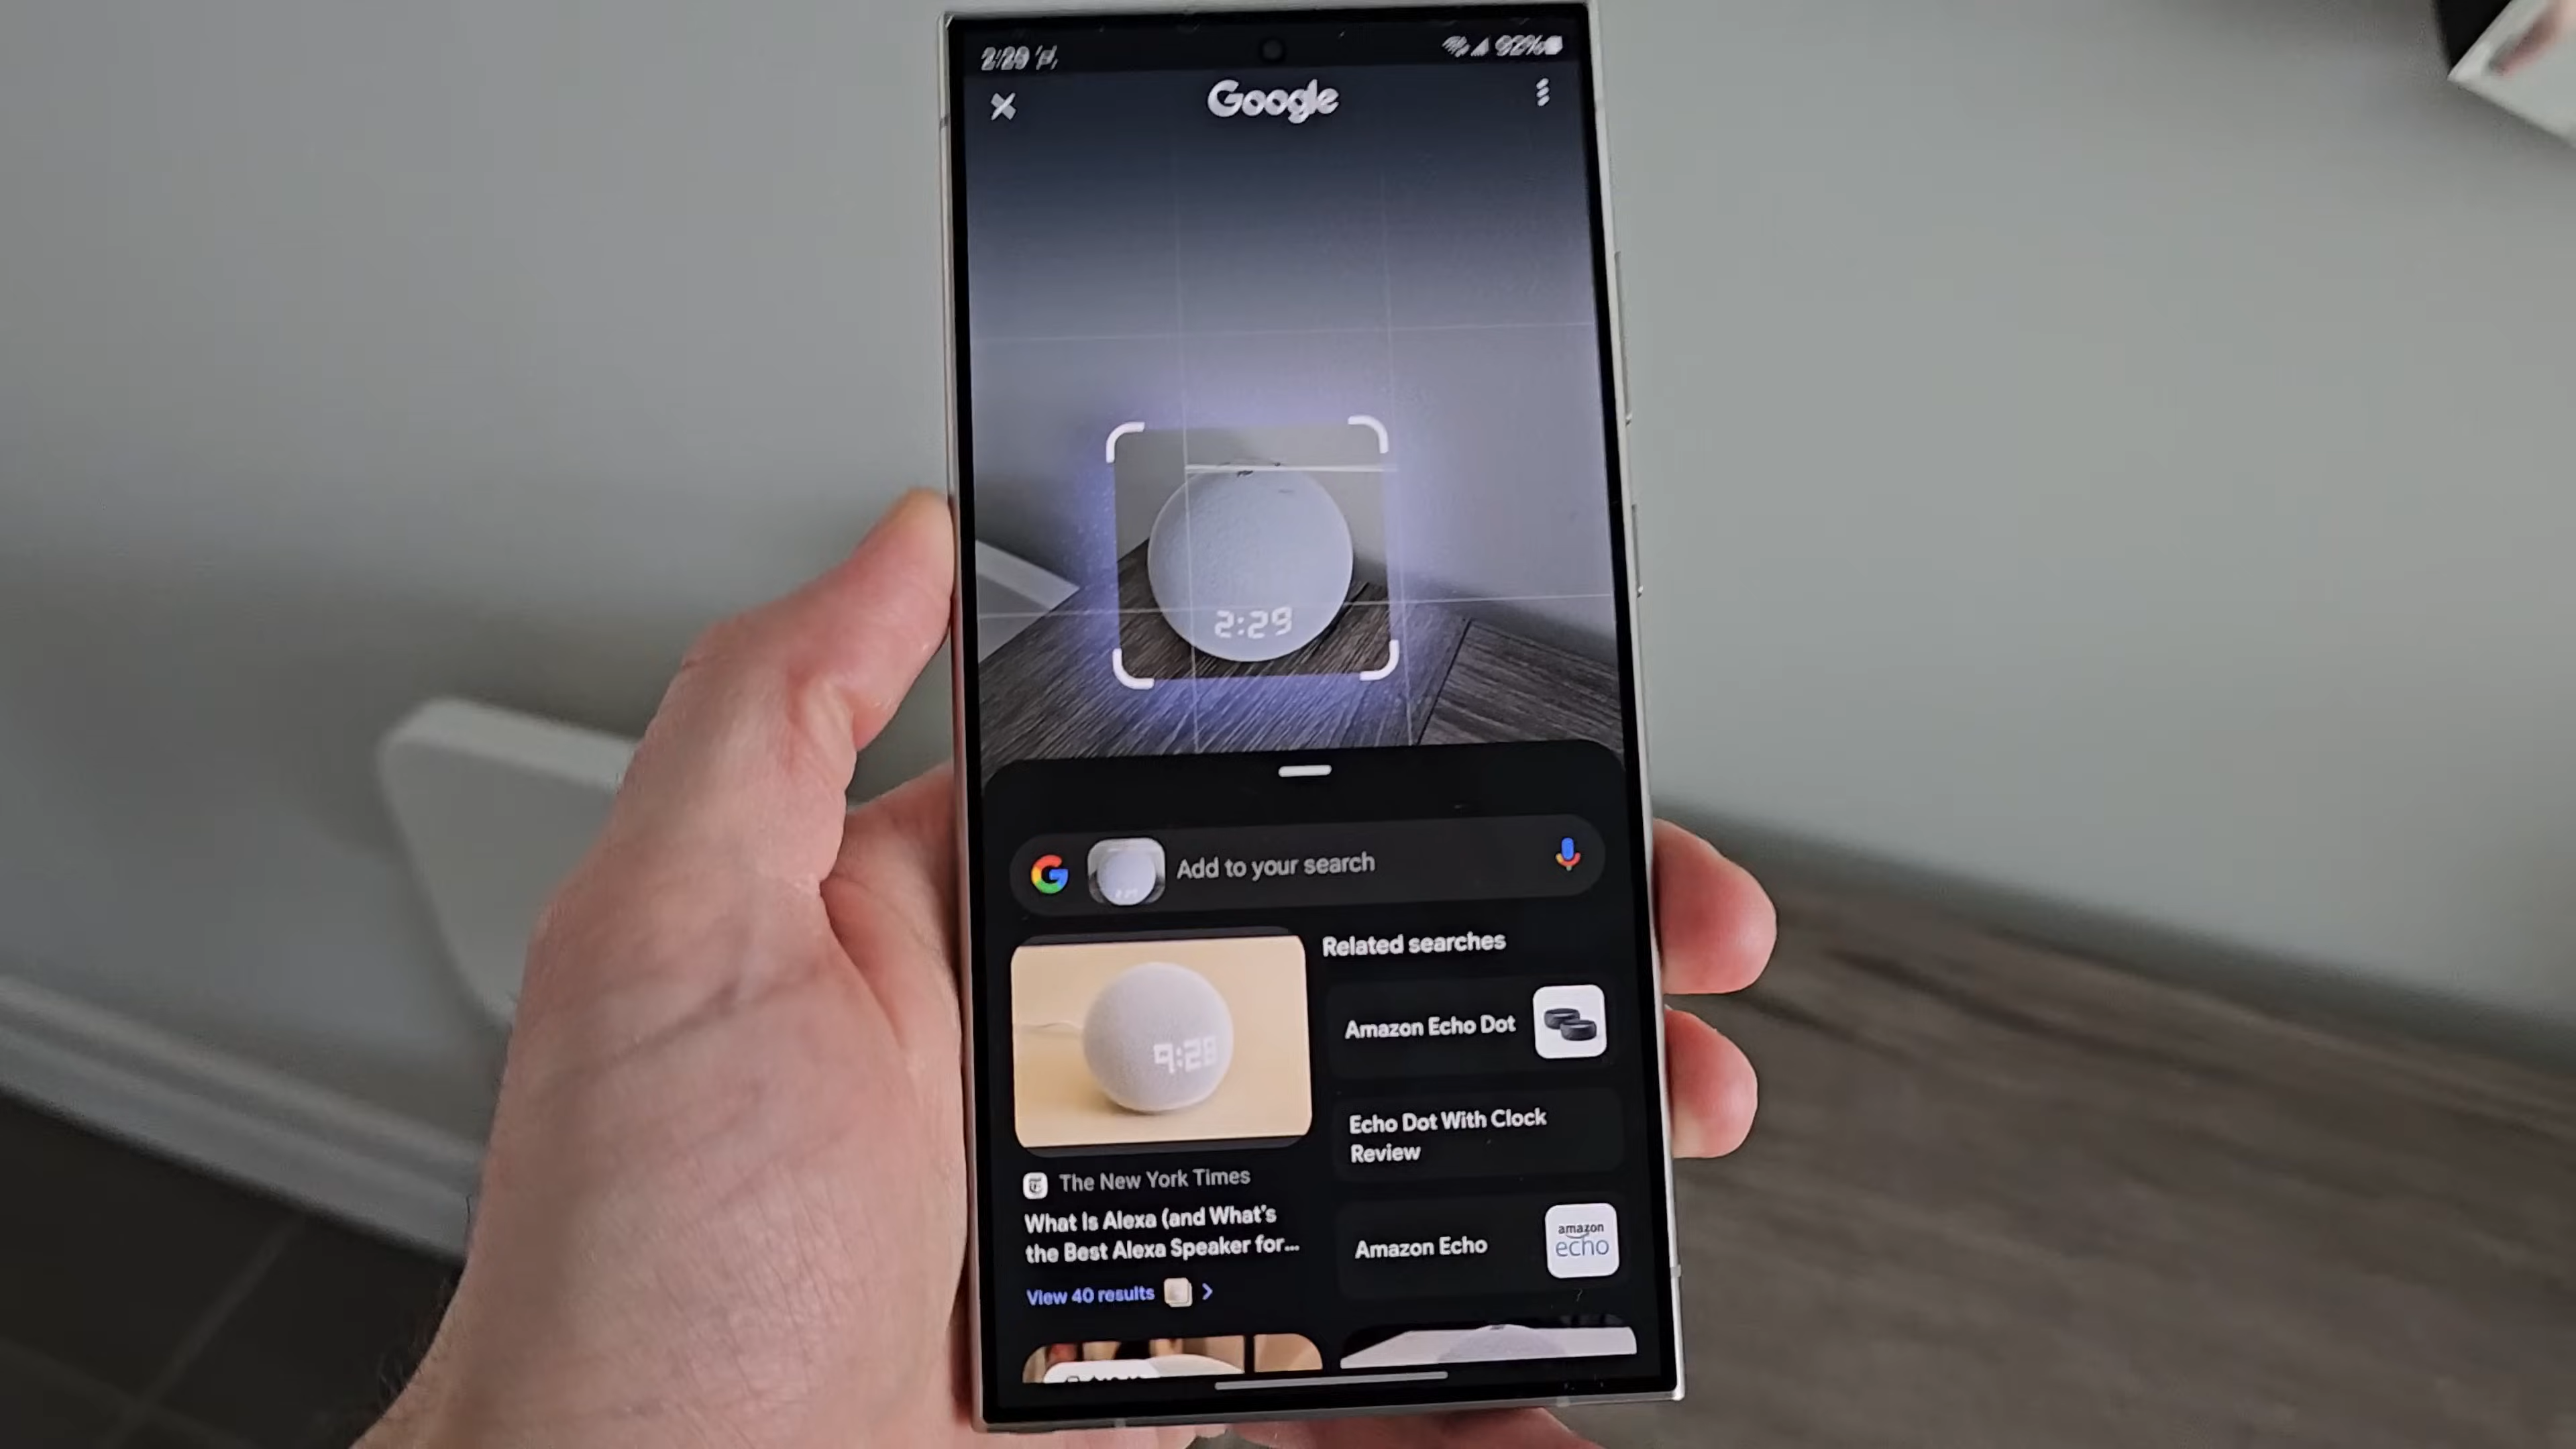 2:29
92%
Google
2:29
Add to your search
Related searches
9:28
Amazon Echo Dot
Echo Dot With Clock
Review
The New York Times
What Is Alexa (and What's
the Best Alexa Speaker for...
View 40 results
Amazon Echo
amazon
echo